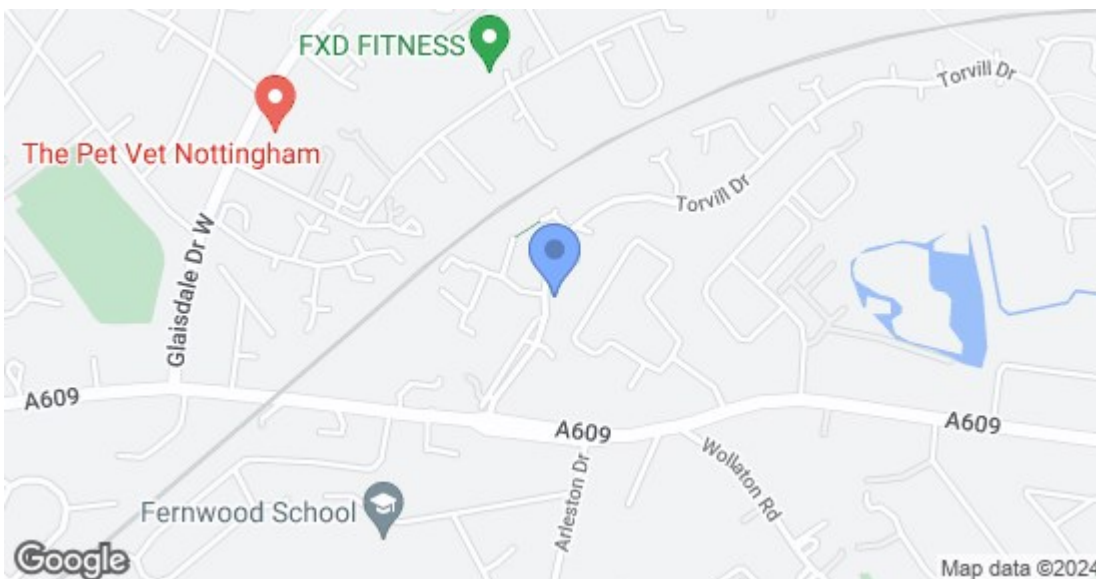 FXD FITNESS
Torvill Dr
The Pet Vet Nottingham
Torvill Dr
Glaisdale Dr W
A609
A609
A609
Wollaton Rd
Arleston Dr
Fernwood School
Google
Map data ©2024